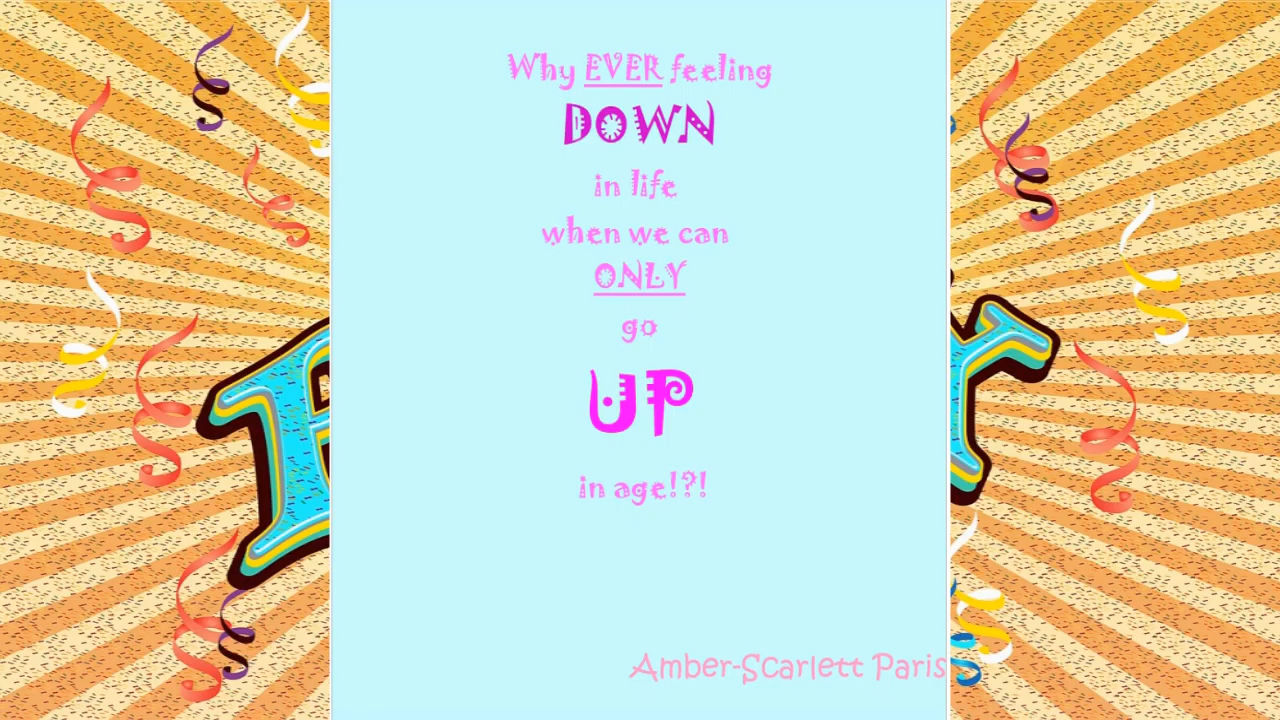 Why EVER feeling
DOWN
in life
when we can
ONLY
go
UP
in age!?!
Amber-Scarlett Paris